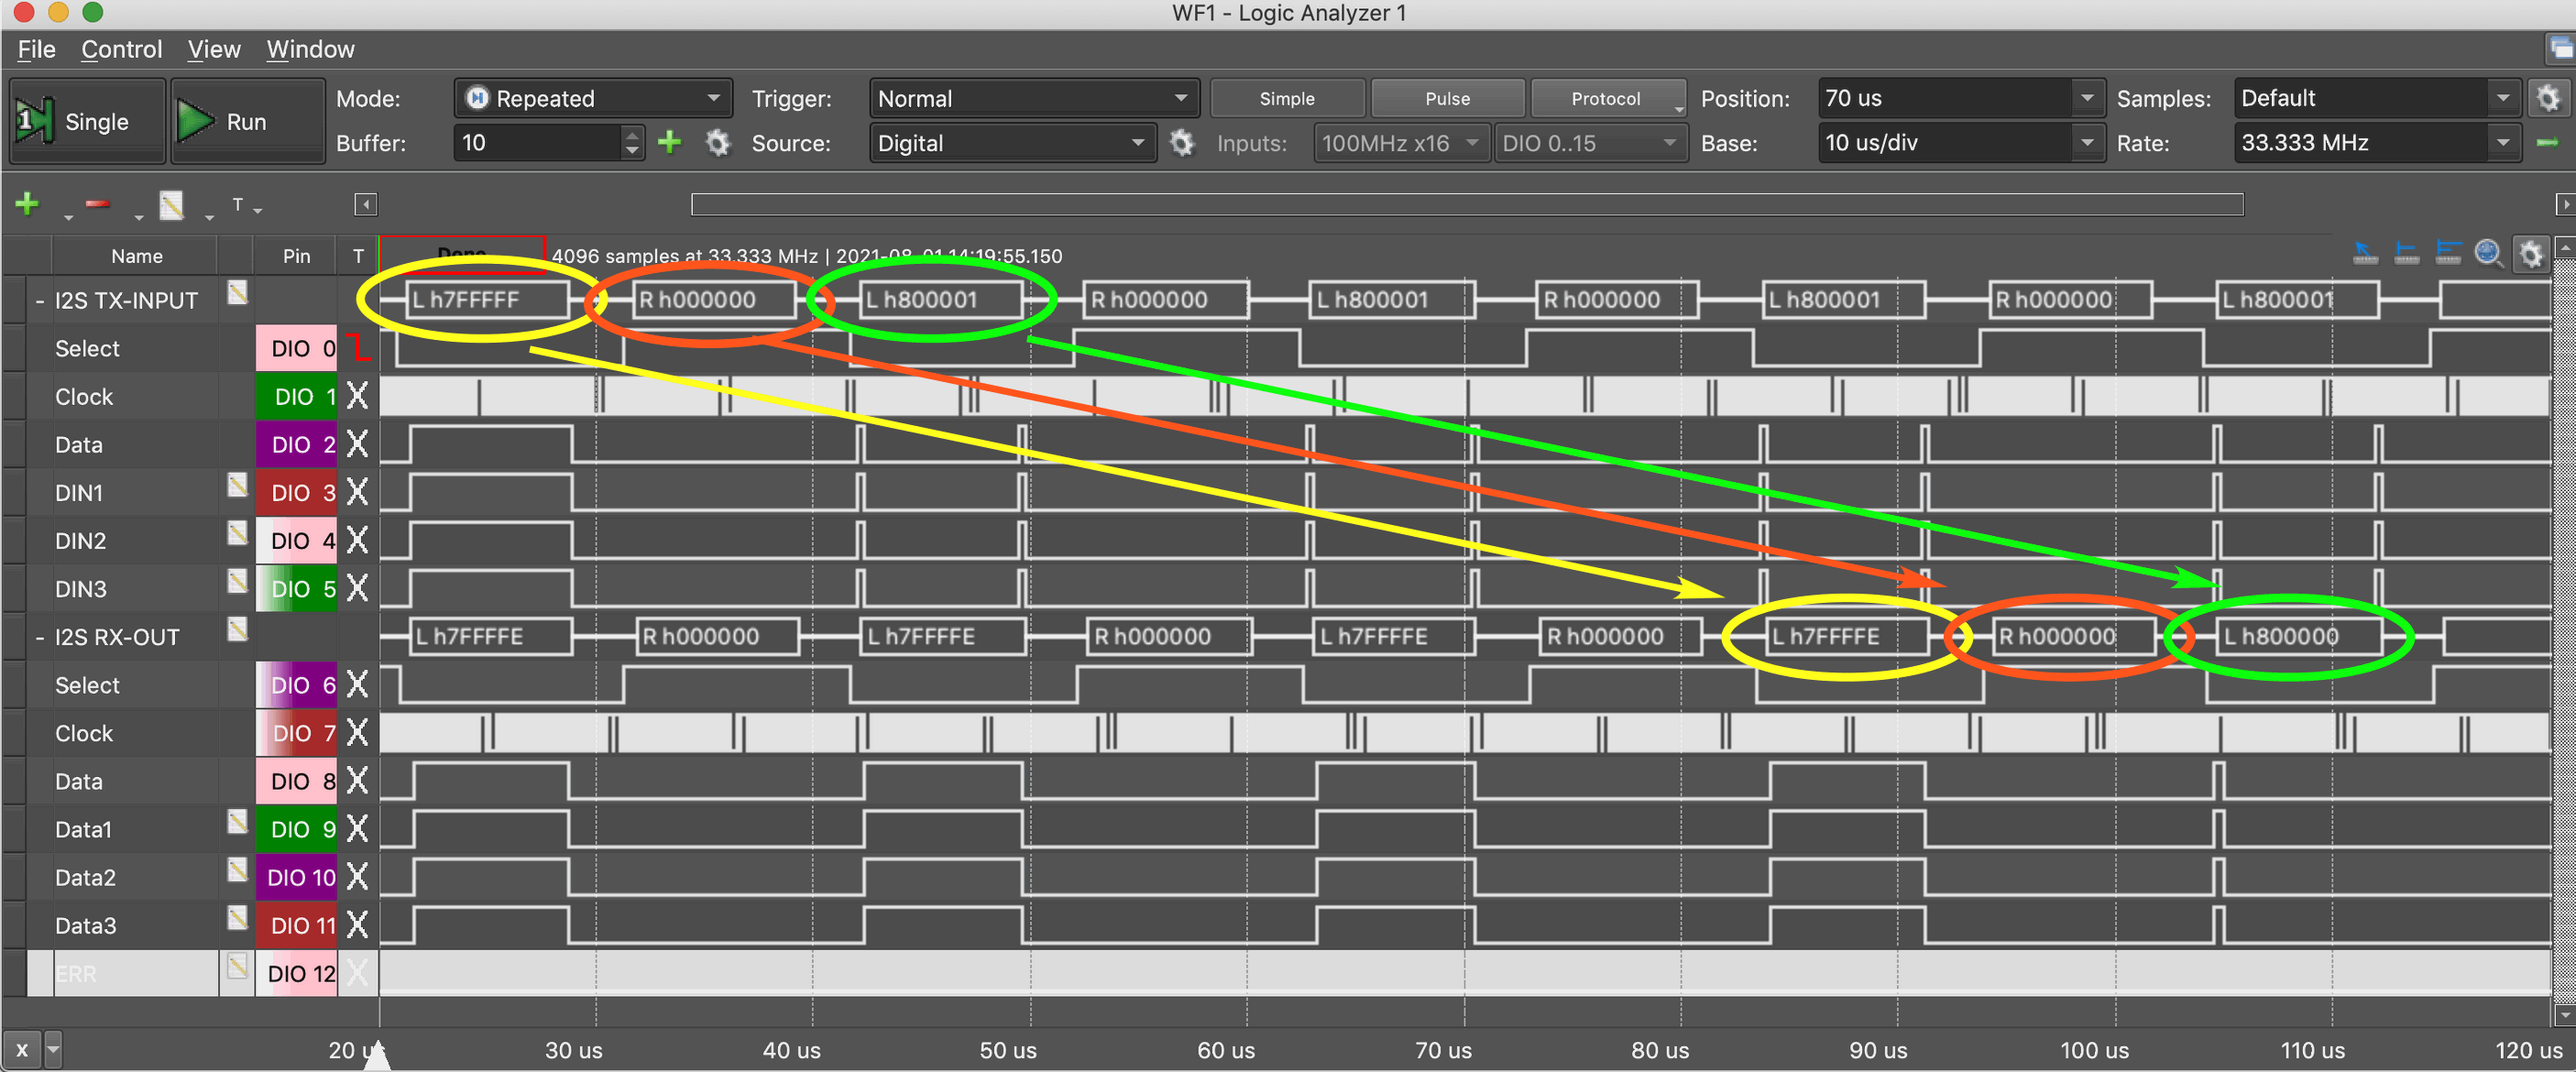 WF1 - Logic Analyzer 1
File Control View Window
Single Run Mode: Repeated Trigger: Normal Simple Pulse Protocol Position: 70 us Samples: Default
Buffer: 10 Source: Digital Inputs: 100MHz x16 DIO 0..15 Base: 10 us/div Rate: 33.333 MHz
T
Name Pin T Done 4096 samples at 33.333 MHz | 2021-08-01 14:19:55.150
- I2S TX-INPUT L h7FFFFF R h000000 L h800001 R h000000 L h800001 R h000000 L h800001 R h000000 L h800001
Select DIO 0
Clock DIO 1 X
Data DIO 2 X
DIN1 DIO 3 X
DIN2 DIO 4 X
DIN3 DIO 5 X
- I2S RX-OUT L h7FFFFE R h000000 L h7FFFFE R h000000 L h7FFFFE R h000000 L h7FFFFE R h000000 L h800000
Select DIO 6 X
Clock DIO 7 X
Data DIO 8 X
Data1 DIO 9 X
Data2 DIO 10 X
Data3 DIO 11 X
ERR DIO 12 X
X 20 us 30 us 40 us 50 us 60 us 70 us 80 us 90 us 100 us 110 us 120 us